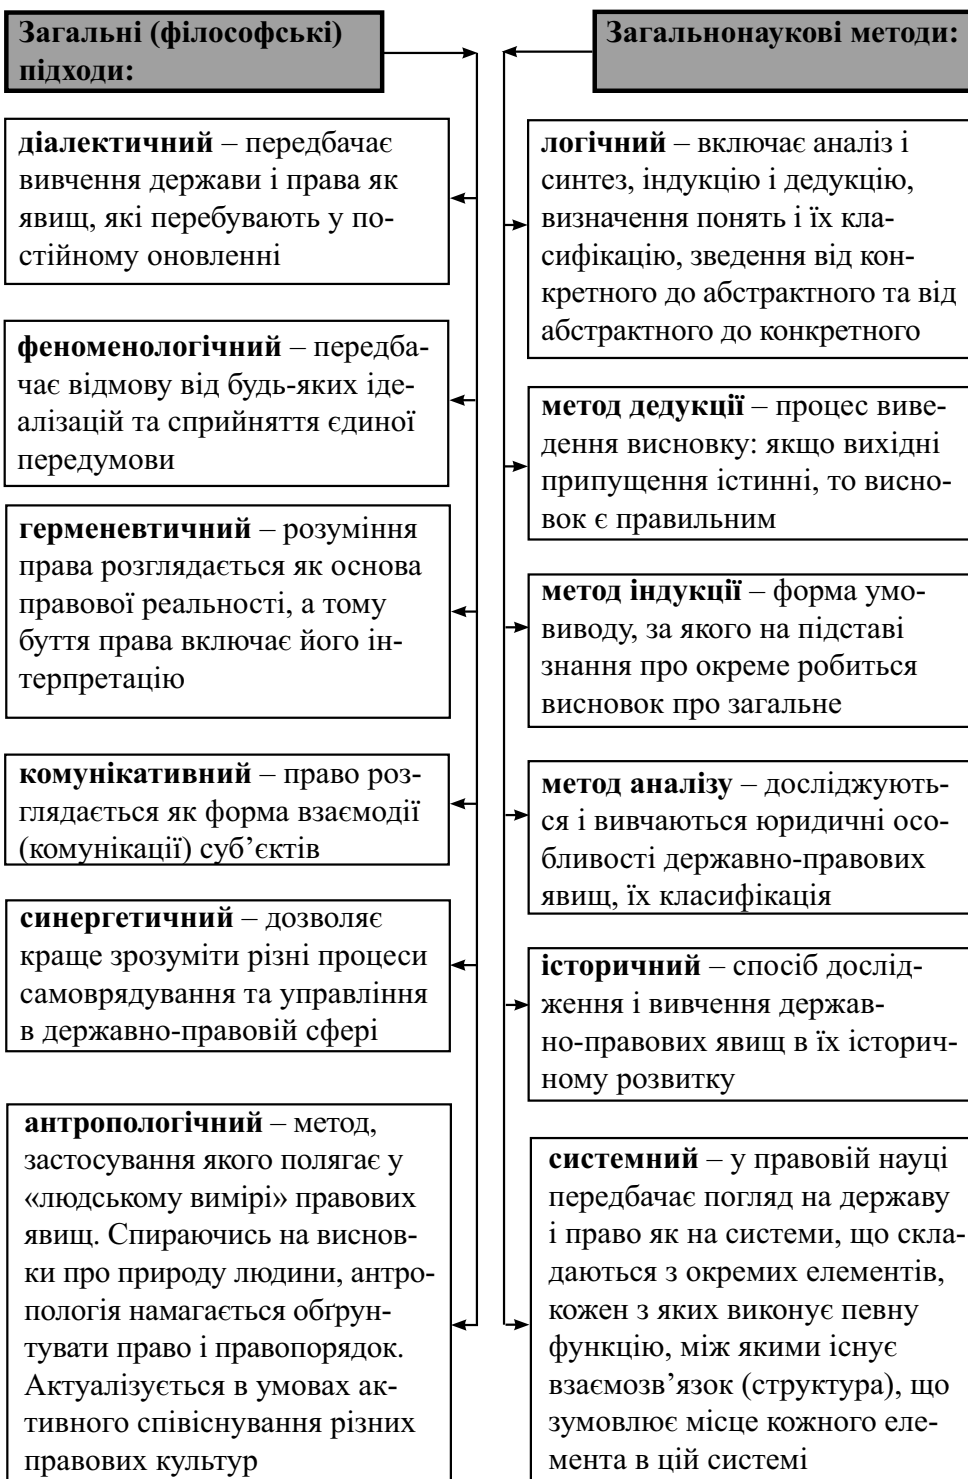 Загальні (філософські)
підходи:
діалектичний – передбачає
вивчення держави і права як
явищ, які перебувають у по-
стійному оновленні
феноменологічний – передба-
чає відмову від будь-яких іде-
алізацій та сприйняття єдиної
передумови
герменевтичний – розуміння
права розглядається як основа
правової реальності, а тому
буття права включає його ін-
терпретацію
комунікативний – право роз-
глядається як форма взаємодії
(комунікації) суб’єктів
синергетичний – дозволяє
краще зрозуміти різні процеси
самоврядування та управління
в державно-правовій сфері
антропологічний – метод,
застосування якого полягає у
«людському вимірі» правових
явищ. Спираючись на виснов-
ки про природу людини, антро-
пологія намагається обґрун-
тувати право і правопорядок.
Актуалізується в умовах ак-
тивного співіснування різних
правових культур
Загальнонаукові методи:
логічний – включає аналіз і
синтез, індукцію і дедукцію,
визначення понять і їх кла-
сифікацію, зведення від кон-
кретного до абстрактного та від
абстрактного до конкретного
метод дедукції – процес виве-
дення висновку: якщо вихідні
припущення істинні, то висно-
вок є правильним
метод індукції – форма умо-
виводу, за якого на підставі
знання про окреме робиться
висновок про загальне
метод аналізу – досліджують-
ся і вивчаються юридичні осо-
бливості державно-правових
явищ, їх класифікація
історичний – спосіб дослід-
ження і вивчення держав-
но-правових явищ в їх історич-
ному розвитку
системний – у правовій науці
передбачає погляд на державу
і право як на системи, що скла-
даються з окремих елементів,
кожен з яких виконує певну
функцію, між якими існує
взаємозв’язок (структура), що
зумовлює місце кожного еле-
мента в цій системі